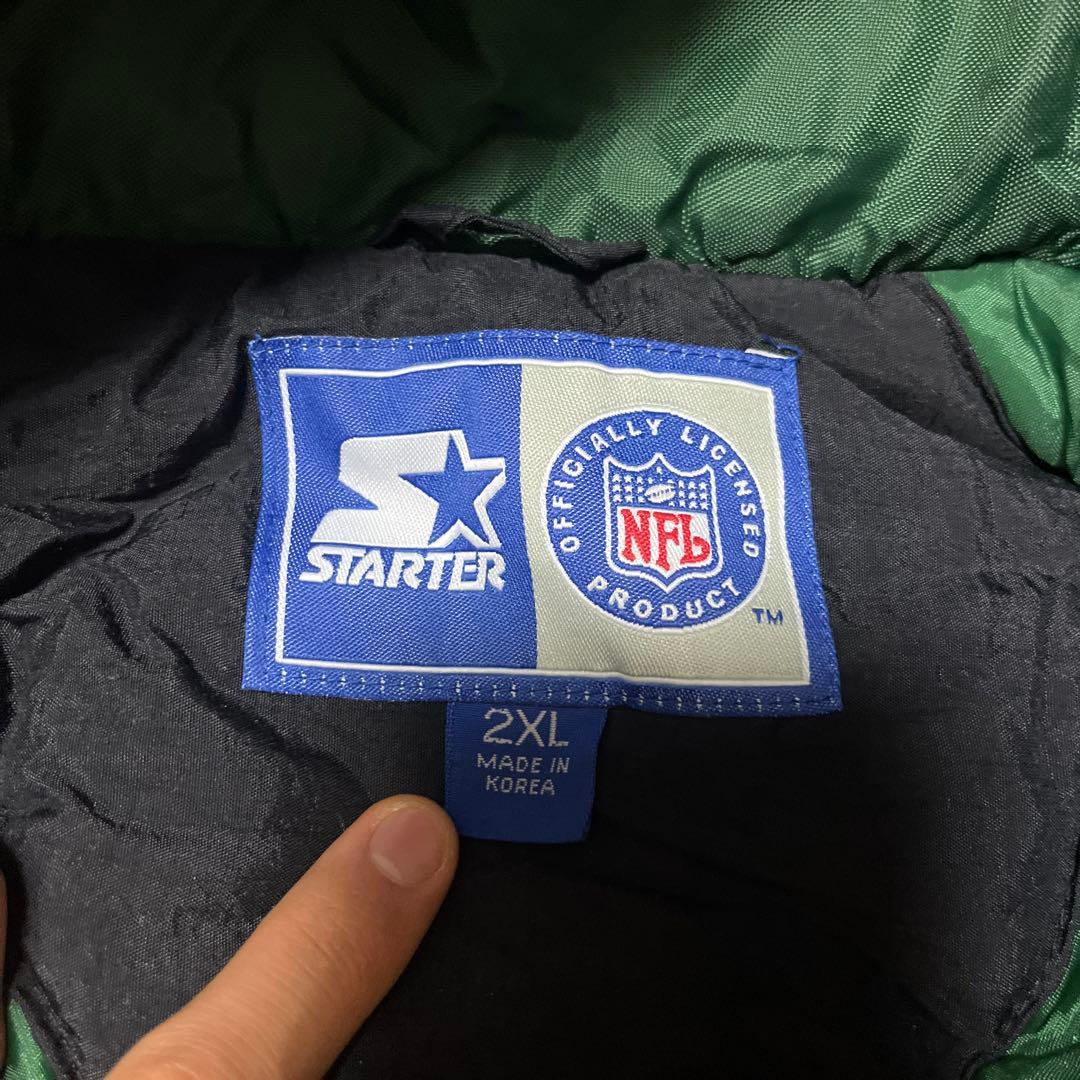 STARTER
OFFICIALLY LICENSED
NFL
PRODUCT
TM
2XL
MADE IN
KOREA